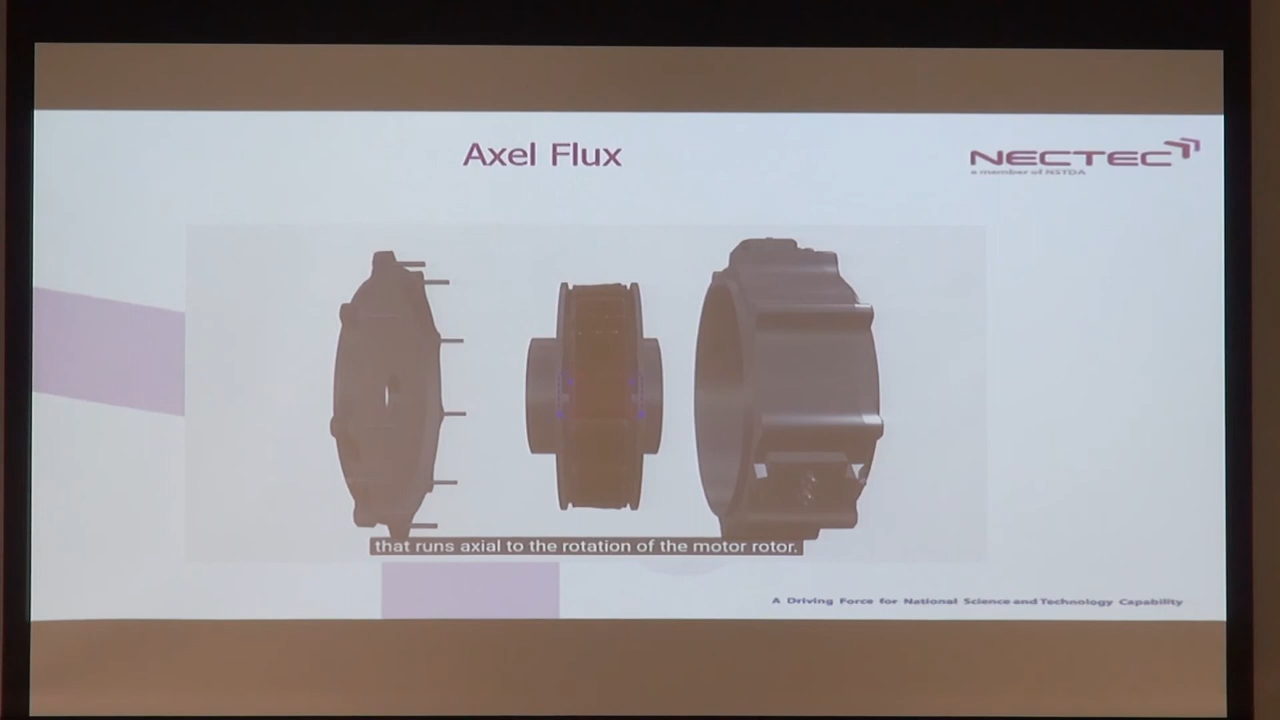 Axel Flux
NECTEC
a member of NSTDA
that runs axial to the rotation of the motor rotor.
A Driving Force for National Science and Technology Capability